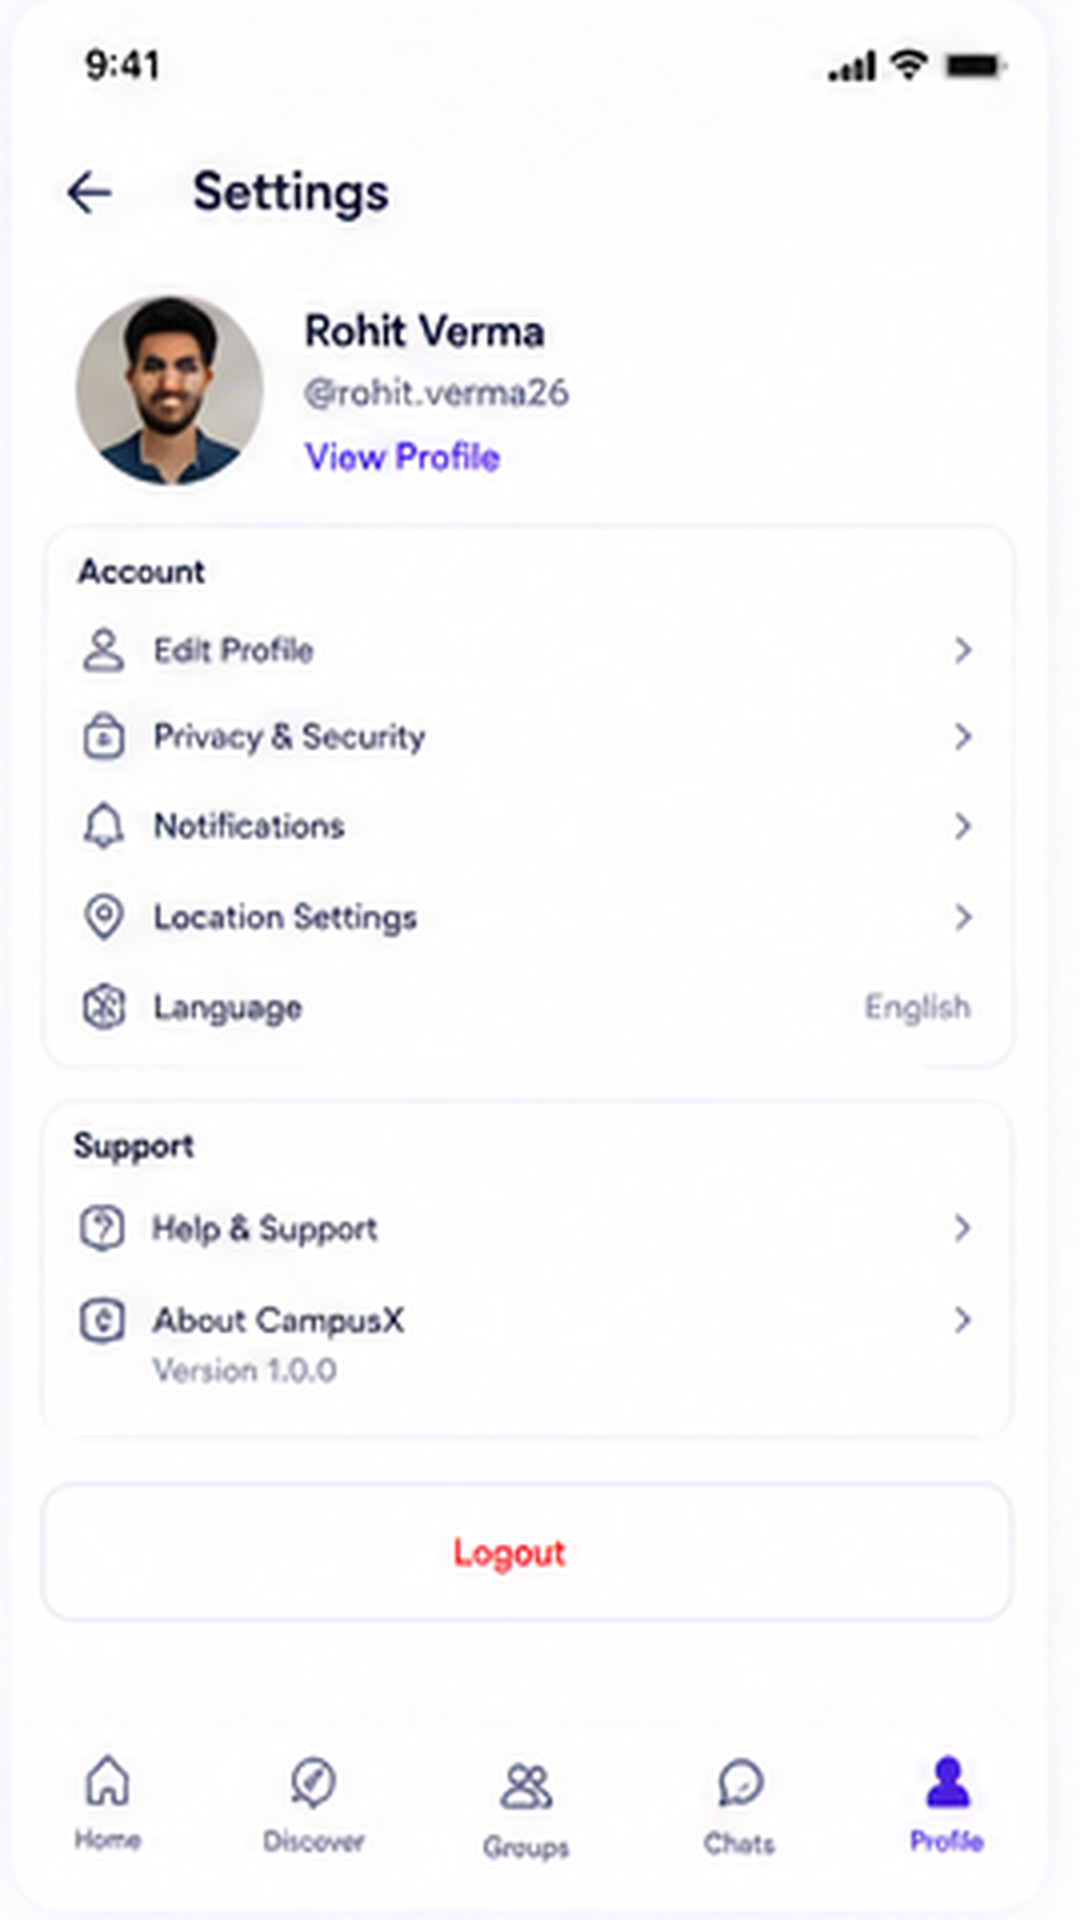 9:41
Settings
Rohit Verma
@rohit.verma26
View Profile
Account
Edit Profile
Privacy & Security
Notifications
Location Settings
Language
English
Support
Help & Support
About CampusX
Version 1.0.0
Logout
Home
Discover
Groups
Chats
Profile